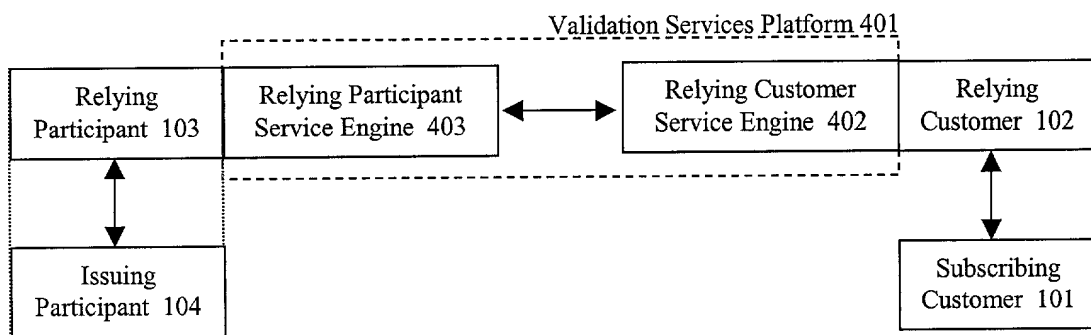 Validation Services Platform 401
Relying
Participant 103
Relying Participant
Service Engine 403
Relying Customer
Service Engine 402
Relying
Customer 102
Issuing
Participant 104
Subscribing
Customer 101